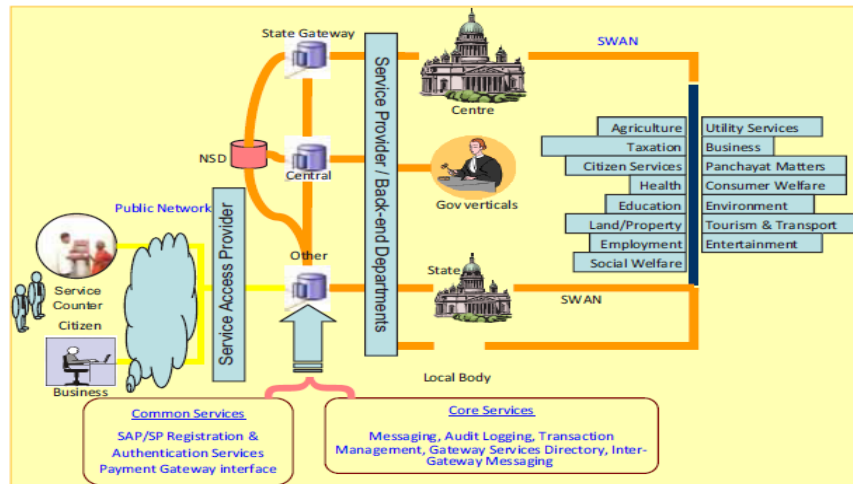 State Gateway
SWAN
Centre
NSD
Central
Gov verticals
Public Network
Service Access Provider
Service Provider / Back-end Departments
Agriculture
Taxation
Citizen Services
Health
Education
Land/Property
Employment
Social Welfare
Utility Services
Business
Panchayat Matters
Consumer Welfare
Environment
Tourism & Transport
Entertainment
Other
State
SWAN
Service
Counter
Citizen
Business
Local Body
Common Services
SAP/SP Registration &
Authentication Services
Payment Gateway interface
Core Services
Messaging, Audit Logging, Transaction
Management, Gateway Services Directory, Inter-
Gateway Messaging